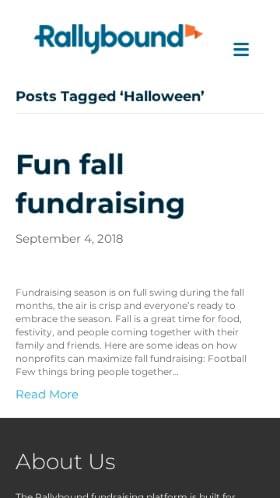 Rallybound
Posts Tagged ‘Halloween’
Fun fall
fundraising
September 4, 2018
Fundraising season is on full swing during the fall
months, the air is crisp and everyone’s ready to
embrace the season. Fall is a great time for food,
festivity, and people coming together with their
family and friends. Here are some ideas on how
nonprofits can maximize fall fundraising: Football
Few things bring people together…
Read More
About Us
The Rallybound fundraising platform is built for